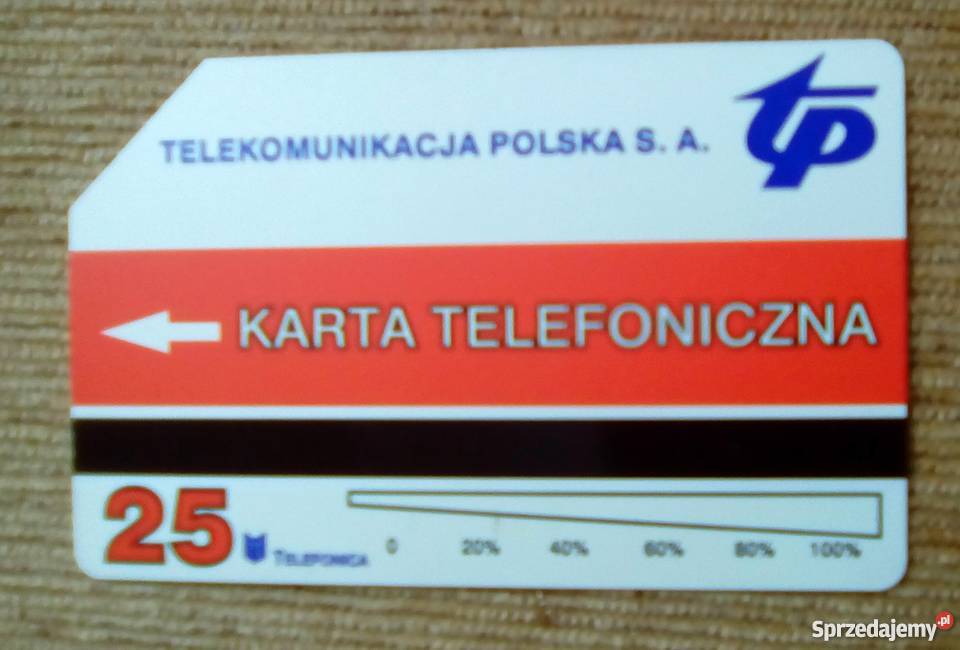 TELEKOMUNIKACJA POLSKA S. A.
tp
KARTA TELEFONICZNA
25
TELEFONICA
0 20% 40% 60% 80% 100%
Sprzedajemy.pl